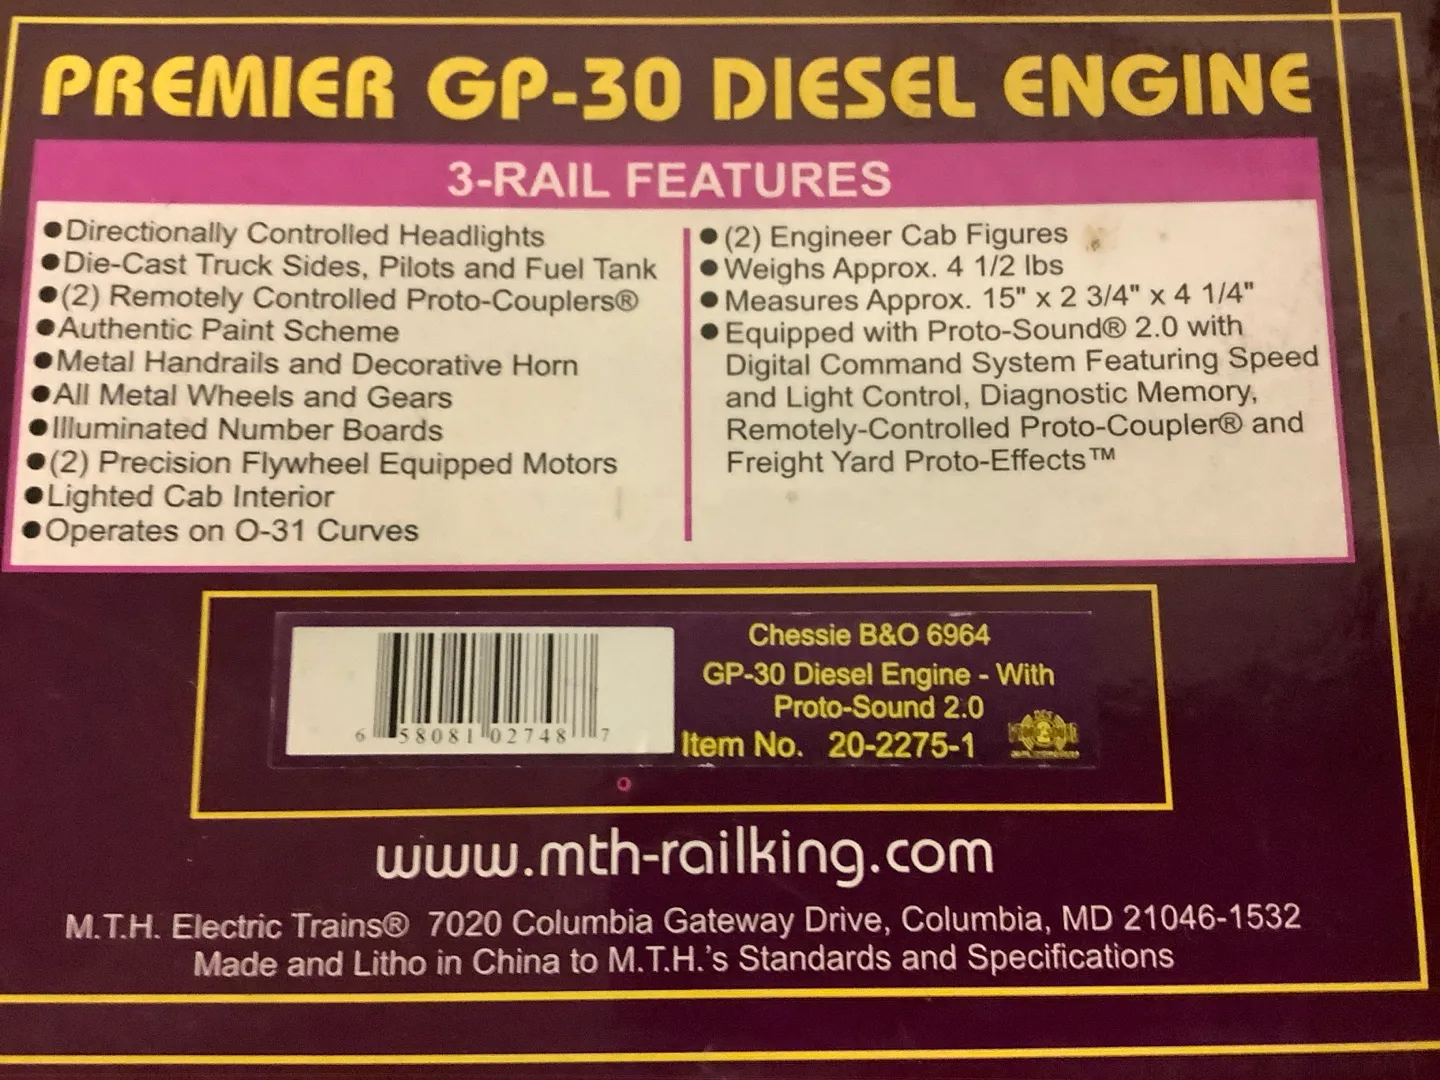 PREMIER GP-30 DIESEL ENGINE
3-RAIL FEATURES
●Directionally Controlled Headlights
●Die-Cast Truck Sides, Pilots and Fuel Tank
●(2) Remotely Controlled Proto-Couplers®
●Authentic Paint Scheme
●Metal Handrails and Decorative Horn
●All Metal Wheels and Gears
●Illuminated Number Boards
●(2) Precision Flywheel Equipped Motors
●Lighted Cab Interior
●Operates on O-31 Curves
●(2) Engineer Cab Figures
●Weighs Approx. 4 1/2 lbs
●Measures Approx. 15" x 2 3/4" x 4 1/4"
●Equipped with Proto-Sound® 2.0 with
Digital Command System Featuring Speed
and Light Control, Diagnostic Memory,
Remotely-Controlled Proto-Coupler® and
Freight Yard Proto-Effects™
6 58081 02748 7
Chessie B&O 6964
GP-30 Diesel Engine - With
Proto-Sound 2.0
Item No. 20-2275-1
www.mth-railking.com
M.T.H. Electric Trains® 7020 Columbia Gateway Drive, Columbia, MD 21046-1532
Made and Litho in China to M.T.H.'s Standards and Specifications